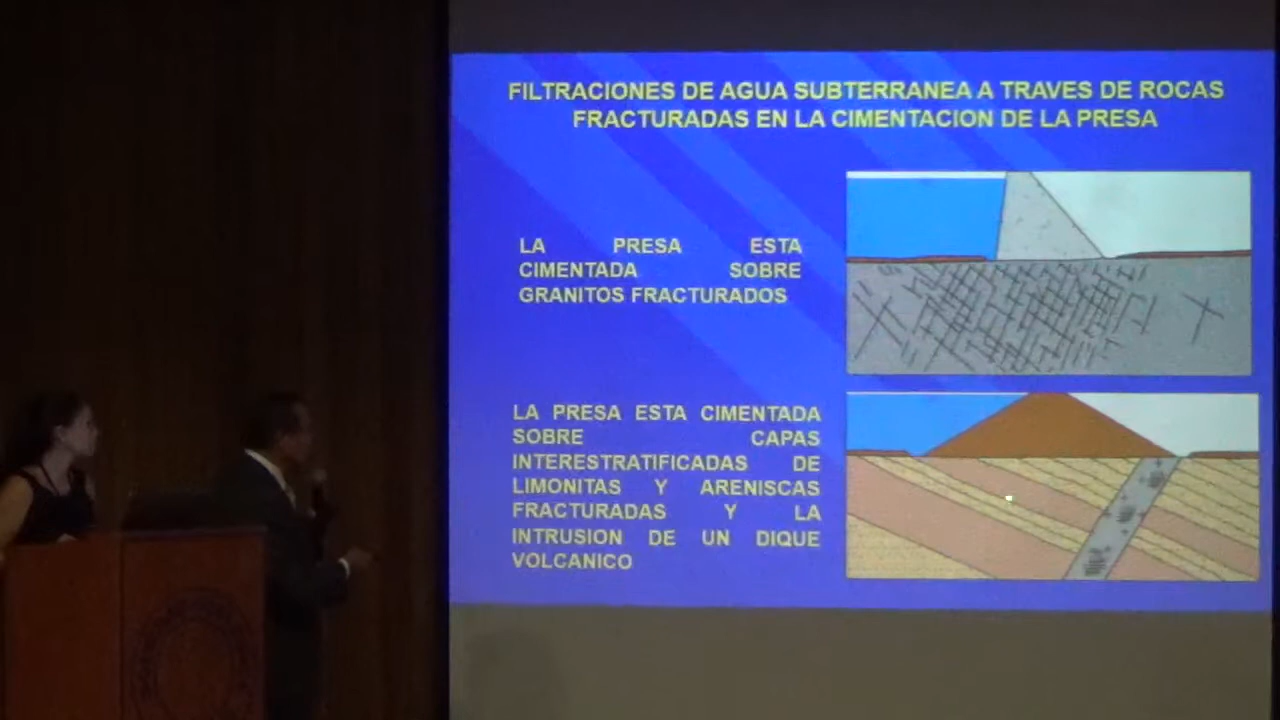 FILTRACIONES DE AGUA SUBTERRANEA A TRAVES DE ROCAS
FRACTURADAS EN LA CIMENTACION DE LA PRESA
LA PRESA ESTA
CIMENTADA SOBRE
GRANITOS FRACTURADOS
LA PRESA ESTA CIMENTADA
SOBRE CAPAS
INTERESTRATIFICADAS DE
LIMONITAS Y ARENISCAS
FRACTURADAS Y LA
INTRUSION DE UN DIQUE
VOLCANICO